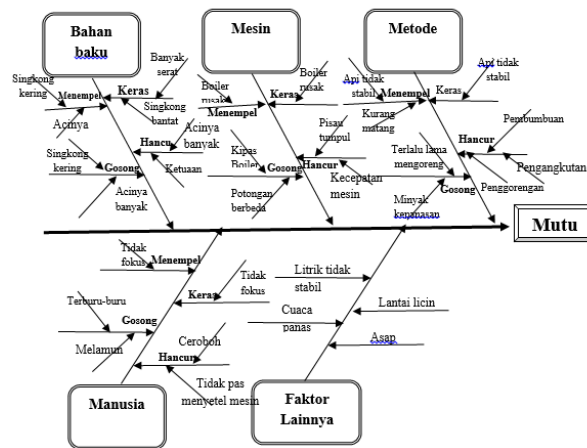 Bahan
baku
Mesin
Metode
Banyak
serat
Singkong
kering
Menempel
Keras
Singkong
bantat
Acinya
Hancur
Acinya
banyak
Singkong
kering
Gosong
Ketuaan
Acinya
banyak
Boiler
rusak
Boiler
rusak
Keras
Menempel
Pisau
tumpul
Kipas
Boiler
Gosong
Hancur
Kecepatan
mesin
Potongan
berbeda
Api tidak
stabil
Menempel
Keras
Api tidak
stabil
Kurang
matang
Pembumbuan
Terlalu lama
mengoreng
Hancur
Pengangkutan
Gosong
Penggorengan
Minyak
kepanasan
Mutu
Tidak
fokus
Menempel
Tidak
fokus
Keras
Terburu-buru
Gosong
Melamun
Ceroboh
Hancur
Tidak pas
menyetel mesin
Litrik tidak
stabil
Lantai licin
Cuaca
panas
Asap
Manusia
Faktor
Lainnya